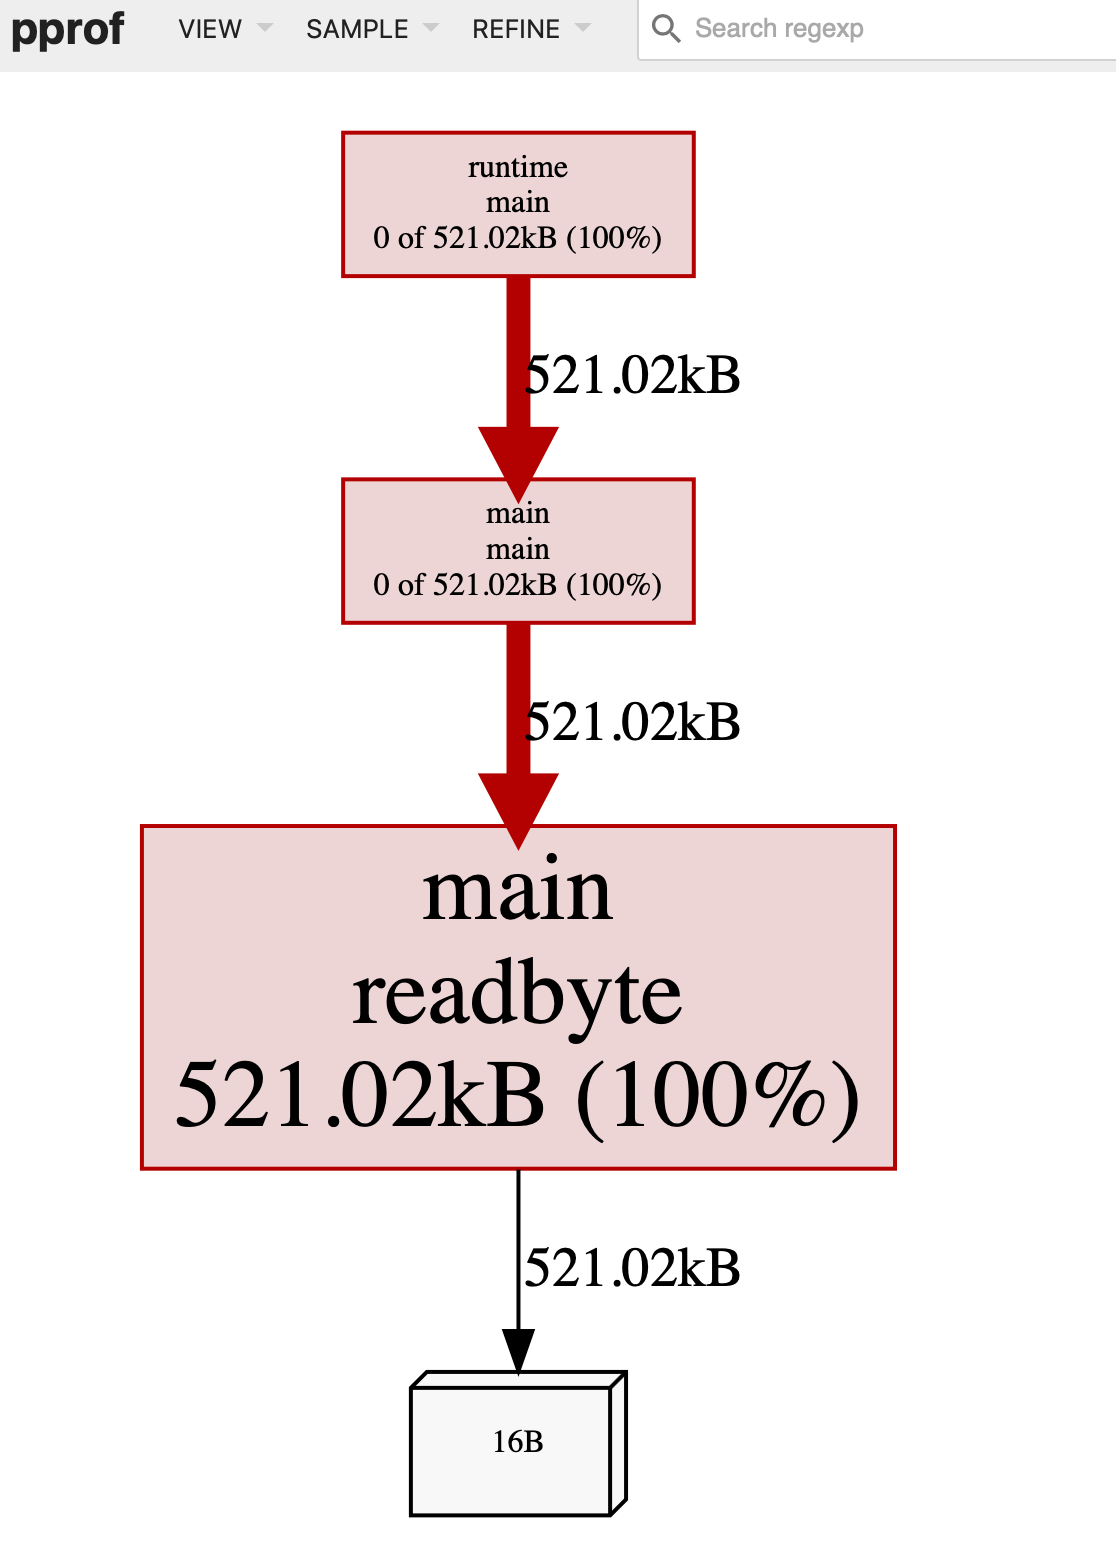 pprof VIEW SAMPLE REFINE Search regexp
runtime
main
0 of 521.02kB (100%)
521.02kB
main
main
0 of 521.02kB (100%)
521.02kB
main
readbyte
521.02kB (100%)
521.02kB
16B